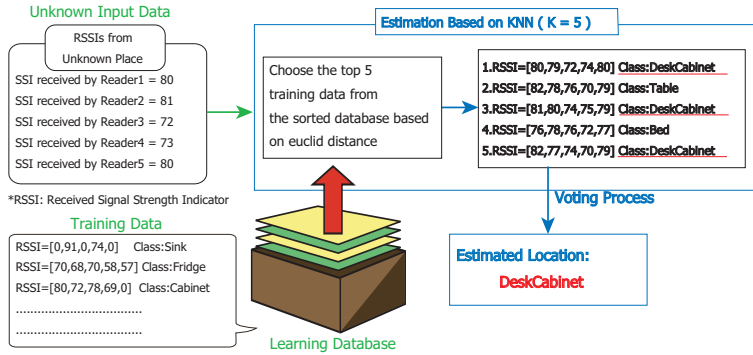 Unknown Input Data
RSSIs from
Unknown Place
SSI received by Reader1 = 80
SSI received by Reader2 = 81
SSI received by Reader3 = 72
SSI received by Reader4 = 73
SSI received by Reader5 = 80
*RSSI: Received Signal Strength Indicator
Estimation Based on KNN ( K = 5 )
Choose the top 5
training data from
the sorted database based
on euclid distance
1.RSSI=[80,79,72,74,80] Class:DeskCabinet
2.RSSI=[82,78,76,70,79] Class:Table
3.RSSI=[81,80,74,75,79] Class:DeskCabinet
4.RSSI=[76,78,76,72,77] Class:Bed
5.RSSI=[82,77,74,70,79] Class:DeskCabinet
Voting Process
Estimated Location:
DeskCabinet
Training Data
RSSI=[0,91,0,74,0] Class:Sink
RSSI=[70,68,70,58,57] Class:Fridge
RSSI=[80,72,78,69,0] Class:Cabinet
...................................
...................................
Learning Database